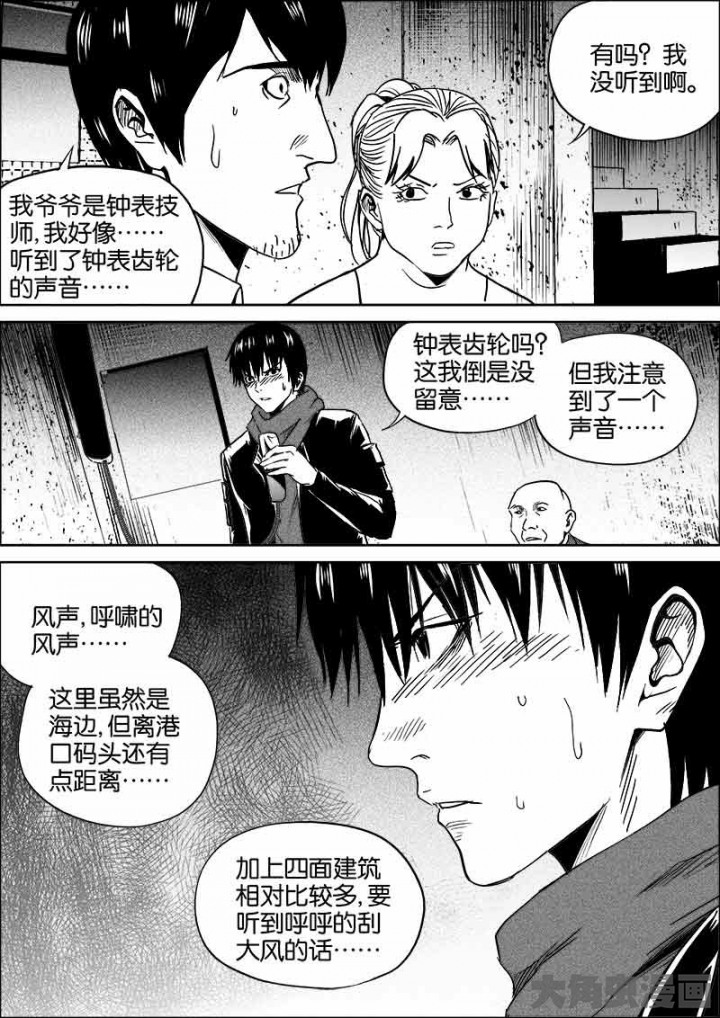 我爷爷是钟表技
师,我好像……
听到了钟表齿轮
的声音……
有吗？我
没听到啊。
钟表齿轮吗？
这我倒是没
留意……
但我注意
到了一个
声音……
风声,呼啸的
风声……
这里虽然是
海边,但离港
口码头还有
点距离……
加上四面建筑
相对比较多,要
听到呼呼的刮
大风的话……
大角虫漫画